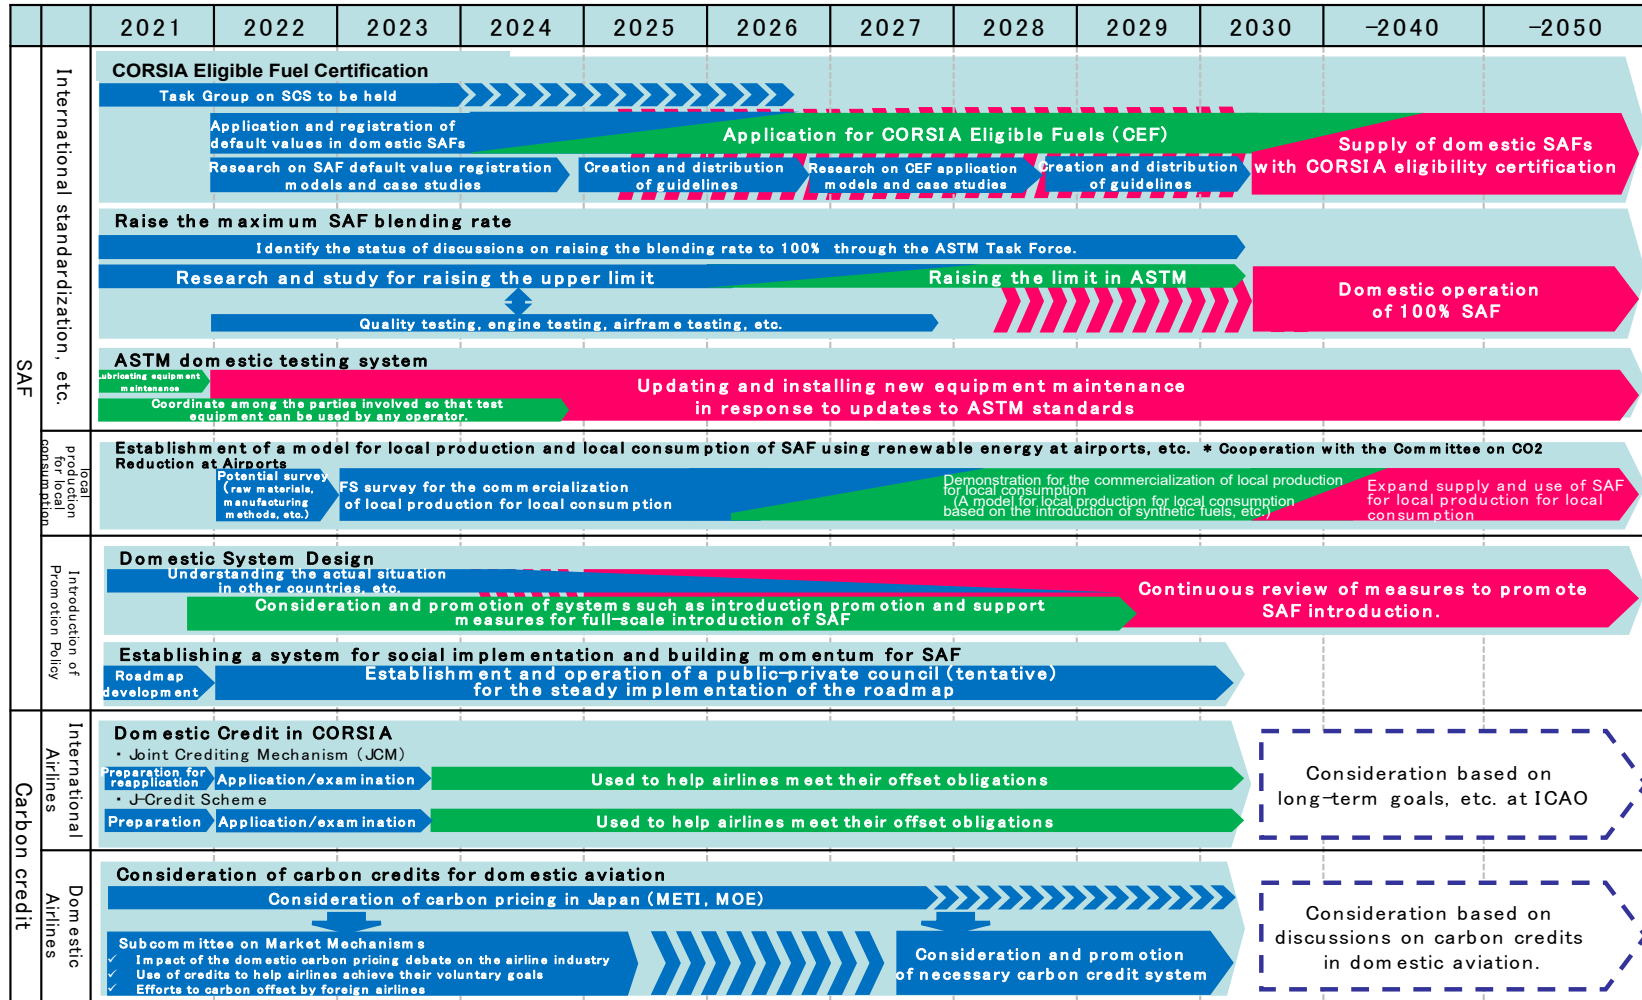 2021 2022 2023 2024 2025 2026 2027 2028 2029 2030 -2040 -2050
SAF
International standardization, etc.
CORSIA Eligible Fuel Certification
Task Group on SCS to be held
Application and registration of
default values in domestic SAFs
Application for CORSIA Eligible Fuels (CEF)
Supply of domestic SAFs
with CORSIA eligibility certification
Research on SAF default value registration
models and case studies
Creation and distribution
of guidelines
Research on CEF application
models and case studies
Creation and distribution
of guidelines
Raise the maximum SAF blending rate
Identify the status of discussions on raising the blending rate to 100% through the ASTM Task Force.
Research and study for raising the upper limit
Raising the limit in ASTM
Domestic operation
of 100% SAF
Quality testing, engine testing, airframe testing, etc.
ASTM domestic testing system
Lubricating equipment
maintenance
Updating and installing new equipment maintenance
in response to updates to ASTM standards
Coordinate among the parties involved so that test
equipment can be used by any operator.
local
production
for local
consumption
Establishment of a model for local production and local consumption of SAF using renewable energy at airports, etc. * Cooperation with the Committee on CO2
Reduction at Airports
Potential survey
(raw materials,
manufacturing
methods, etc.)
FS survey for the commercialization
of local production for local consumption
Demonstration for the commercialization of local production
for local consumption
(A model for local production for local consumption
based on the introduction of synthetic fuels, etc.)
Expand supply and use of SAF
for local production for local
consumption
Introduction of
Promotion Policy
Domestic System Design
Understanding the actual situation
in other countries, etc.
Consideration and promotion of systems such as introduction promotion and support
measures for full-scale introduction of SAF
Continuous review of measures to promote
SAF introduction.
Establishing a system for social implementation and building momentum for SAF
Roadmap
development
Establishment and operation of a public-private council (tentative)
for the steady implementation of the roadmap
Carbon credit
International
Airlines
Domestic Credit in CORSIA
・Joint Crediting Mechanism (JCM)
Preparation for
reapplication
Application/examination
Used to help airlines meet their offset obligations
・J-Credit Scheme
Preparation
Application/examination
Used to help airlines meet their offset obligations
Consideration based on
long-term goals, etc. at ICAO
Domestic
Airlines
Consideration of carbon credits for domestic aviation
Consideration of carbon pricing in Japan (METI, MOE)
Subcommittee on Market Mechanisms
✓ Impact of the domestic carbon pricing debate on the airline industry
✓ Use of credits to help airlines achieve their voluntary goals
✓ Efforts to carbon offset by foreign airlines
Consideration and promotion
of necessary carbon credit system
Consideration based on
discussions on carbon credits
in domestic aviation.